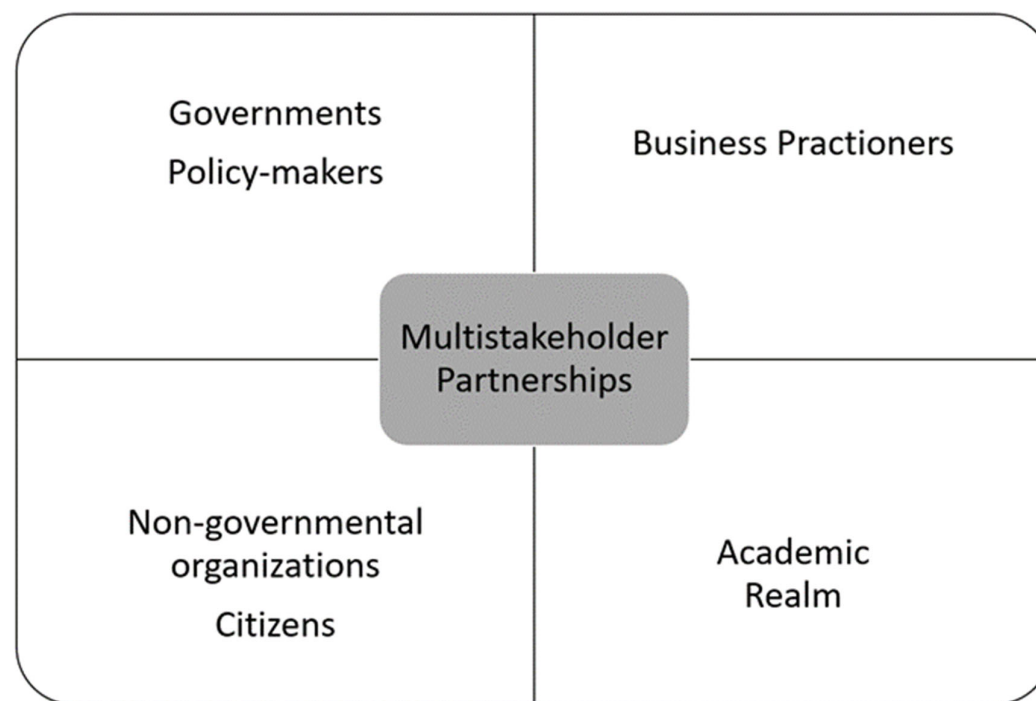 Governments
Policy-makers
Business Practioners
Multistakeholder
Partnerships
Non-governmental
organizations
Citizens
Academic
Realm